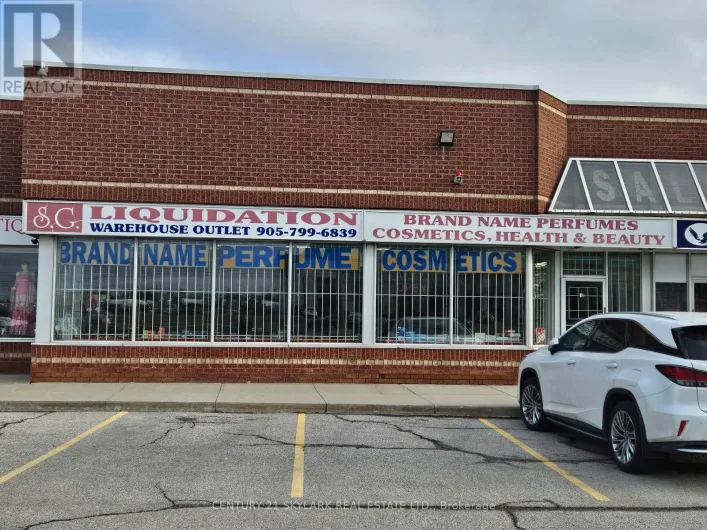 R
REALTOR
SAL
S.G. LIQUIDATION
WAREHOUSE OUTLET 905-799-6839
BRAND NAME PERFUMES
COSMETICS, HEALTH & BEAUTY
BRAND NAME PERFUME COSMETICS
CENTURY 21 SKYLARK REAL ESTATE LTD., Brokerage